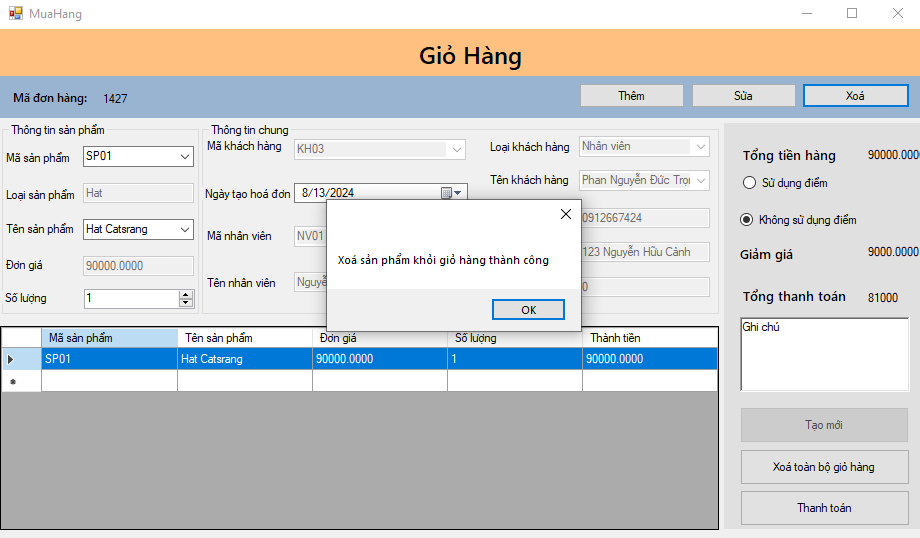 MuaHang
Giỏ Hàng
Mã đơn hàng: 1427
Thêm
Sửa
Xoá
Thông tin sản phẩm
Mã sản phẩm SP01
Loại sản phẩm Hat
Tên sản phẩm Hat Catsrang
Đơn giá 90000.0000
Số lượng 1
Thông tin chung
Mã khách hàng KH03
Ngày tạo hoá đơn 8/13/2024
Mã nhân viên NV01
Tên nhân viên
Loại khách hàng Nhân viên
Tên khách hàng Phan Nguyễn Đức
0912667424
123 Nguyễn Hữu Cảnh
0
Xoá sản phẩm khỏi giỏ hàng thành công
OK
Tổng tiền hàng 90000.000
Sử dụng điểm
Không sử dụng điểm
Giảm giá 9000.0000
Tổng thanh toán 81000
Ghi chú
Tạo mới
Xoá toàn bộ giỏ hàng
Thanh toán
Mã sản phẩm Tên sản phẩm Đơn giá Số lượng Thành tiền
SP01 Hat Catsrang 90000.0000 1 90000.0000